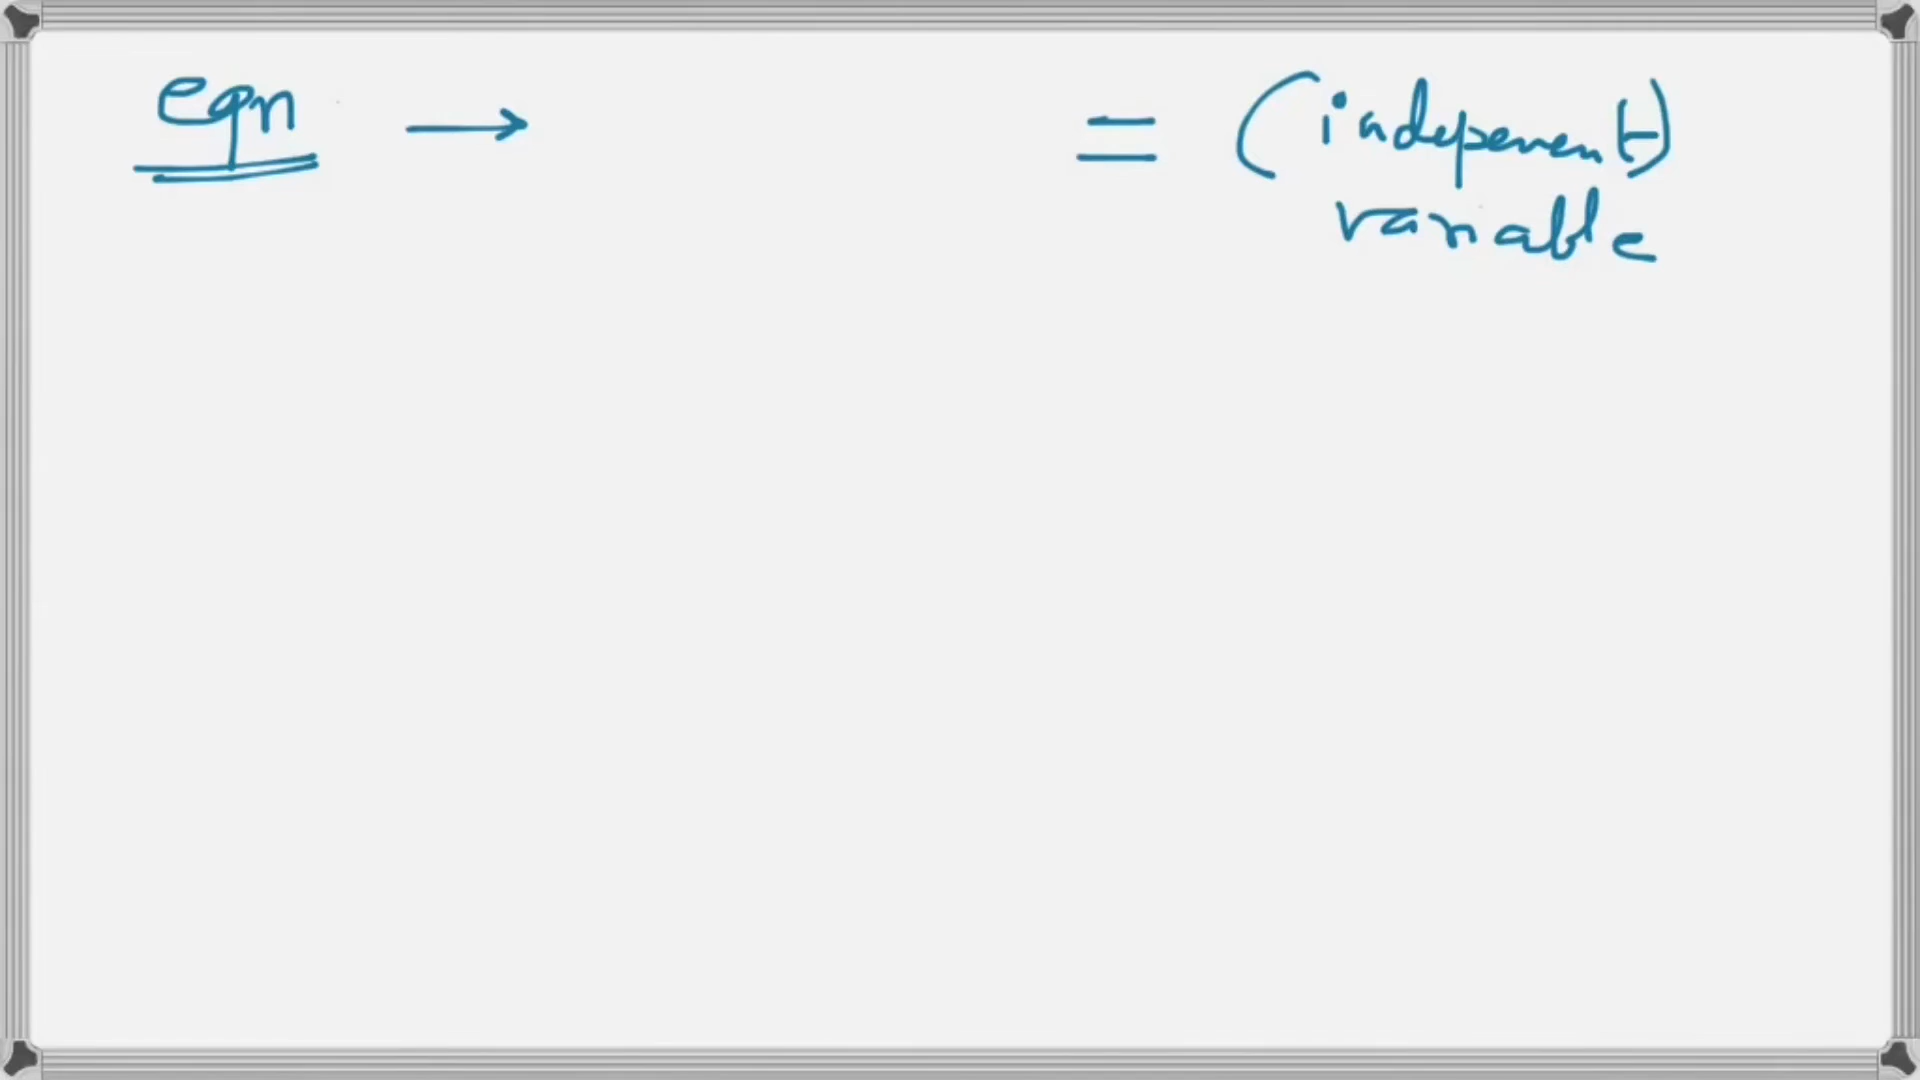 eqn → = (indepenent)
variable